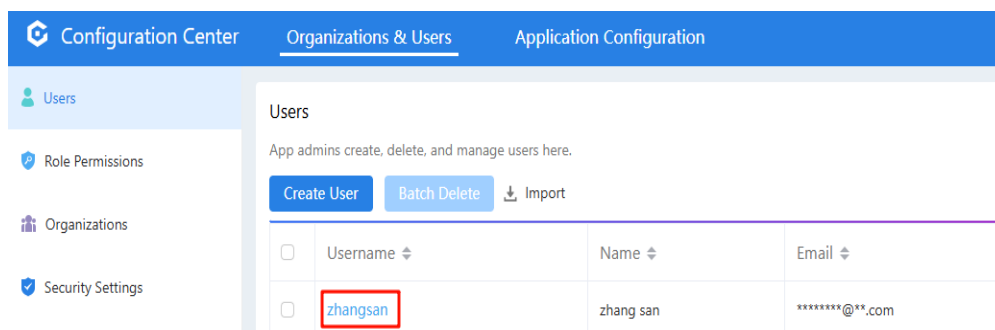 Configuration Center Organizations & Users Application Configuration
Users
Users
App admins create, delete, and manage users here.
Role Permissions
Create User Batch Delete Import
Organizations
Username Name Email
Security Settings
zhangsan zhang san ********@**.com